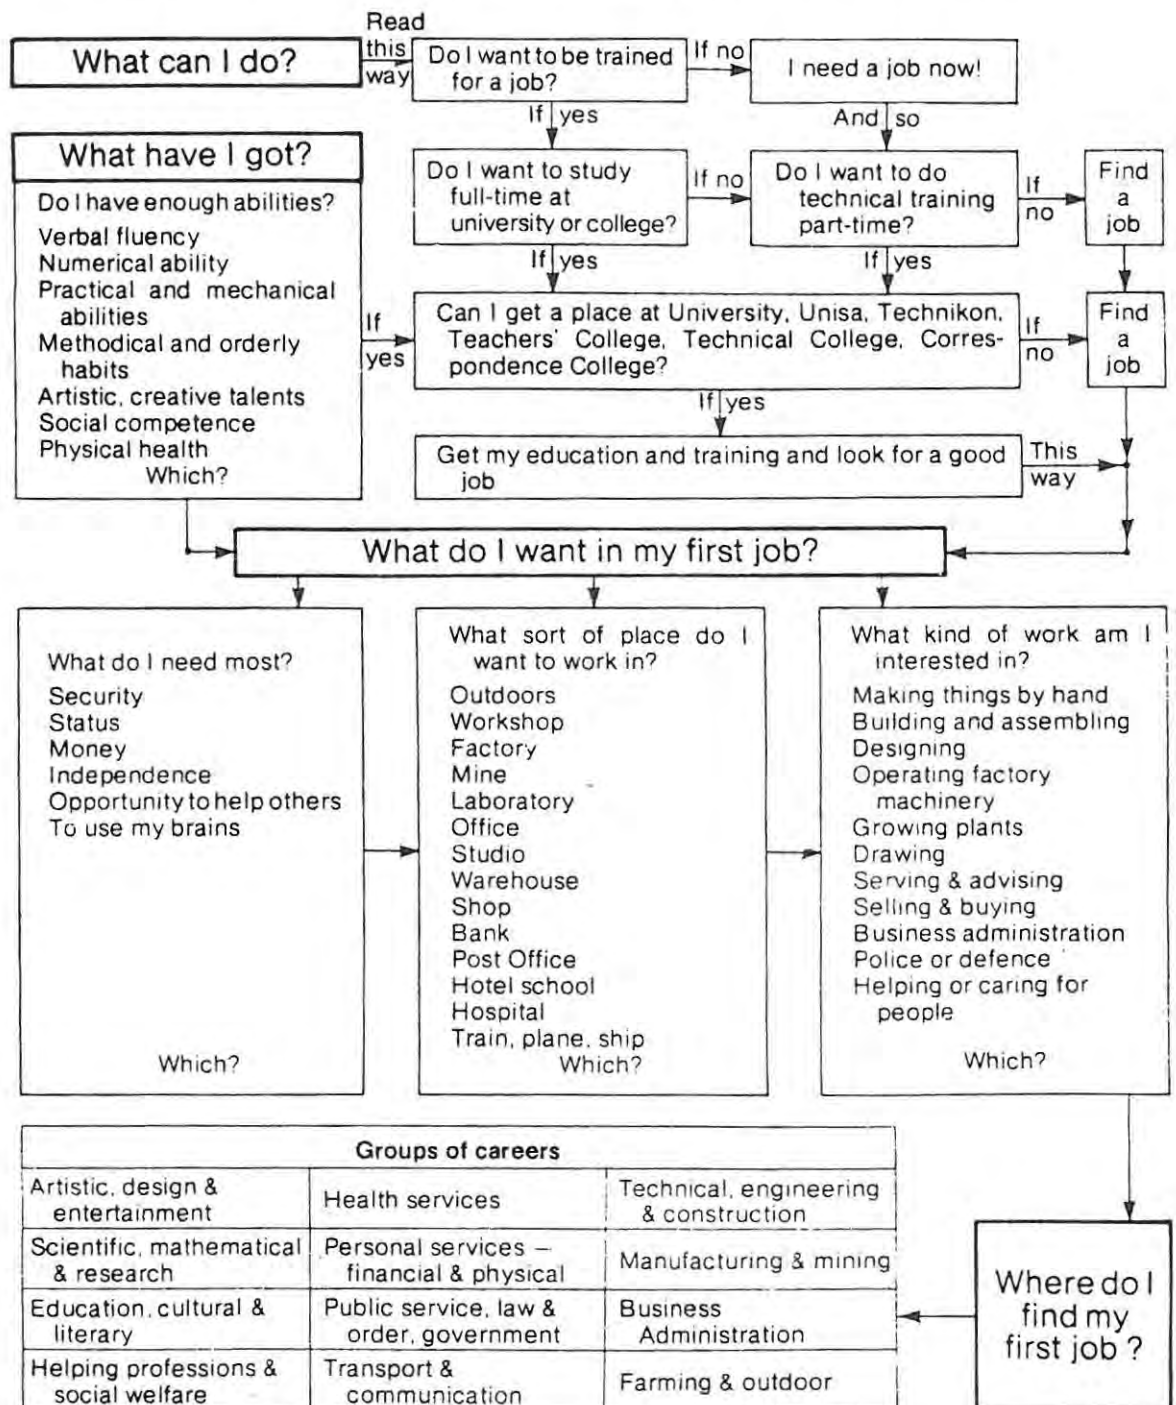 What can I do?
Read
this
way
Do I want to be trained
for a job?
If no
I need a job now!
If yes
And so
What have I got?
Do I have enough abilities?
Verbal fluency
Numerical ability
Practical and mechanical
abilities
Methodical and orderly
habits
Artistic, creative talents
Social competence
Physical health
Which?
Do I want to study
full-time at
university or college?
If no
Do I want to do
technical training
part-time?
If
no
Find
a
job
If yes
If yes
If
yes
Can I get a place at University, Unisa, Technikon,
Teachers' College, Technical College, Corres-
pondence College?
If
no
Find
a
job
If yes
Get my education and training and look for a good
job
This
way
What do I want in my first job?
What do I need most?
Security
Status
Money
Independence
Opportunity to help others
To use my brains
Which?
What sort of place do I
want to work in?
Outdoors
Workshop
Factory
Mine
Laboratory
Office
Studio
Warehouse
Shop
Bank
Post Office
Hotel school
Hospital
Train, plane, ship
Which?
What kind of work am I
interested in?
Making things by hand
Building and assembling
Designing
Operating factory
machinery
Growing plants
Drawing
Serving & advising
Selling & buying
Business administration
Police or defence
Helping or caring for
people
Which?
Groups of careers
Artistic, design &
entertainment
Health services
Technical, engineering
& construction
Scientific, mathematical
& research
Personal services –
financial & physical
Manufacturing & mining
Education, cultural &
literary
Public service, law &
order, government
Business
Administration
Helping professions &
social welfare
Transport &
communication
Farming & outdoor
Where do I
find my
first job ?